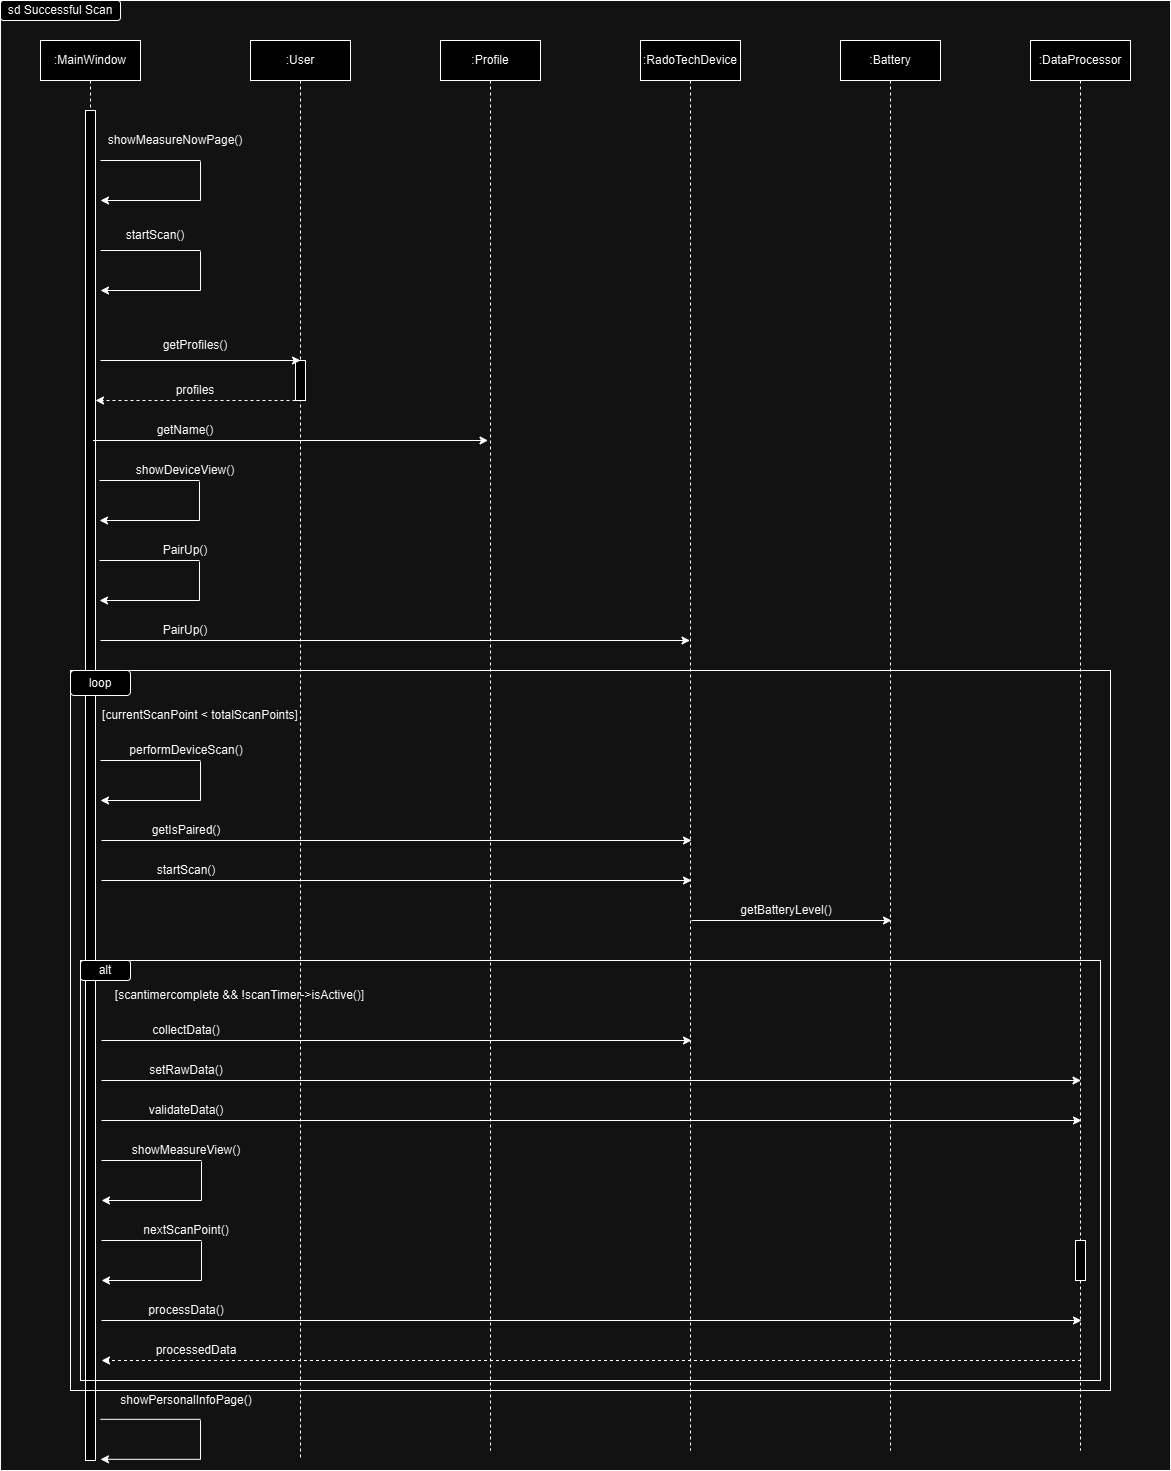 sd Successful Scan
:MainWindow
:User
:Profile
:RadoTechDevice
:Battery
:DataProcessor
showMeasureNowPage()
startScan()
getProfiles()
profiles
getName()
showDeviceView()
PairUp()
PairUp()
loop
[currentScanPoint < totalScanPoints]
performDeviceScan()
getIsPaired()
startScan()
getBatteryLevel()
alt
[scantimercomplete && !scanTimer->isActive()]
collectData()
setRawData()
validateData()
showMeasureView()
nextScanPoint()
processData()
processedData
showPersonalInfoPage()